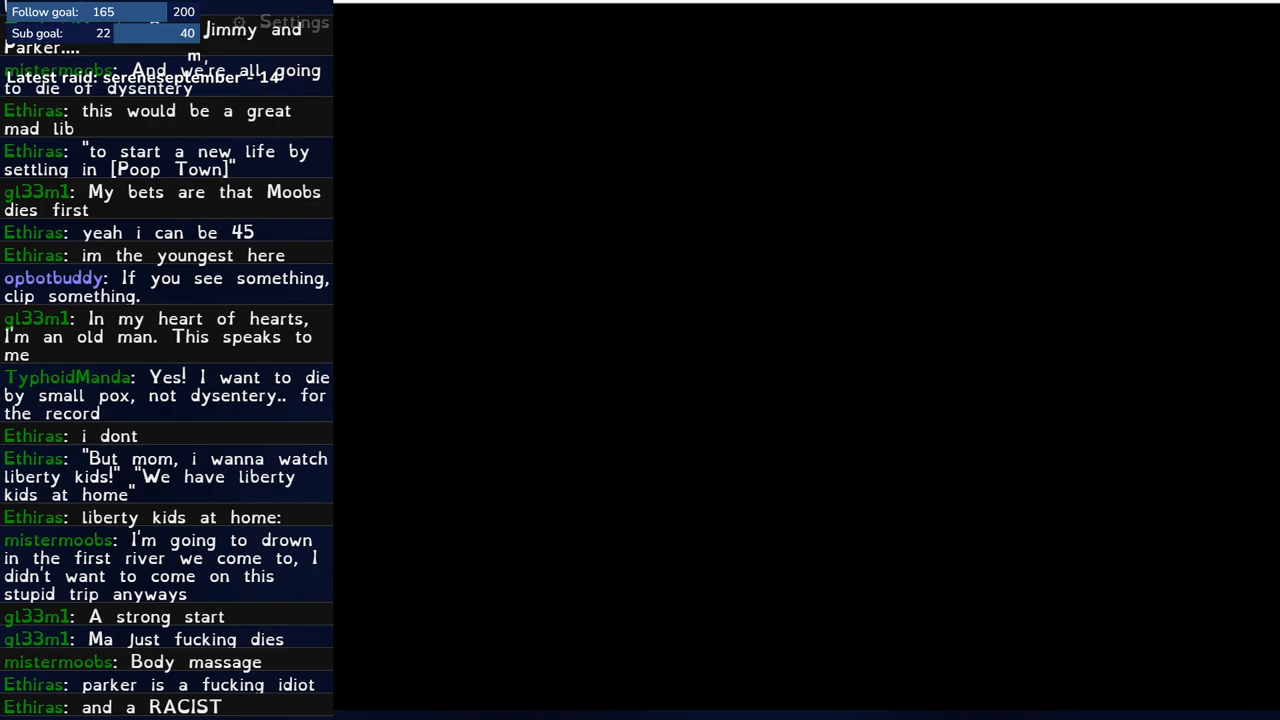 Follow goal: 165 200
Settings
Jimmy and
Parker....
Sub goal: 22 40
m,
mistermoobs: And we're all going
Latest raid: sereneseptember - 14
to die of dysentery
Ethiras: this would be a great
mad lib
Ethiras: "to start a new life by
settling in [Poop Town]"
gl33m1: My bets are that Moobs
dies first
Ethiras: yeah i can be 45
Ethiras: im the youngest here
opbotbuddy: If you see something,
clip something.
gl33m1: In my heart of hearts,
I'm an old man. This speaks to
me
TyphoidManda: Yes! I want to die
by small pox, not dysentery.. for
the record
Ethiras: i dont
Ethiras: "But mom, i wanna watch
liberty kids!" "We have liberty
kids at home"
Ethiras: liberty kids at home:
mistermoobs: I'm going to drown
in the first river we come to, I
didn't want to come on this
stupid trip anyways
gl33m1: A strong start
gl33m1: Ma just fucking dies
mistermoobs: Body massage
Ethiras: parker is a fucking idiot
Ethiras: and a RACIST